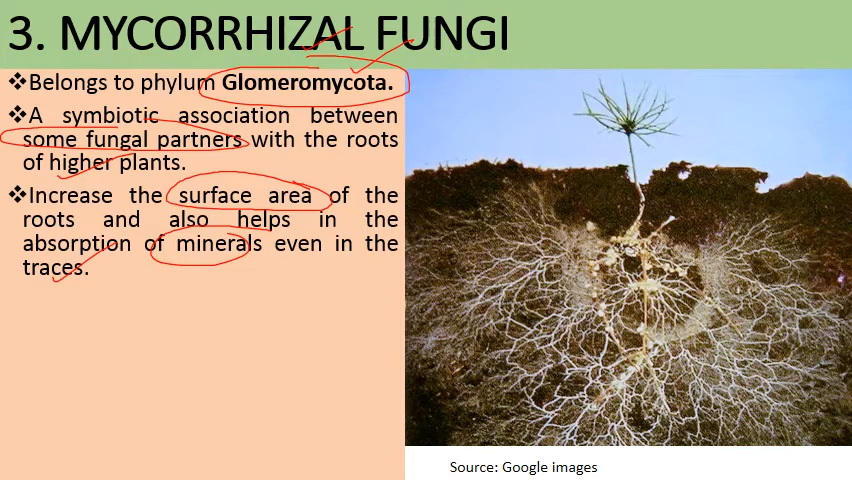 3. MYCORRHIZAL FUNGI
❖Belongs to phylum Glomeromycota.
❖A symbiotic association between
some fungal partners with the roots
of higher plants.
❖Increase the surface area of the
roots and also helps in the
absorption of minerals even in the
traces.
Source: Google images